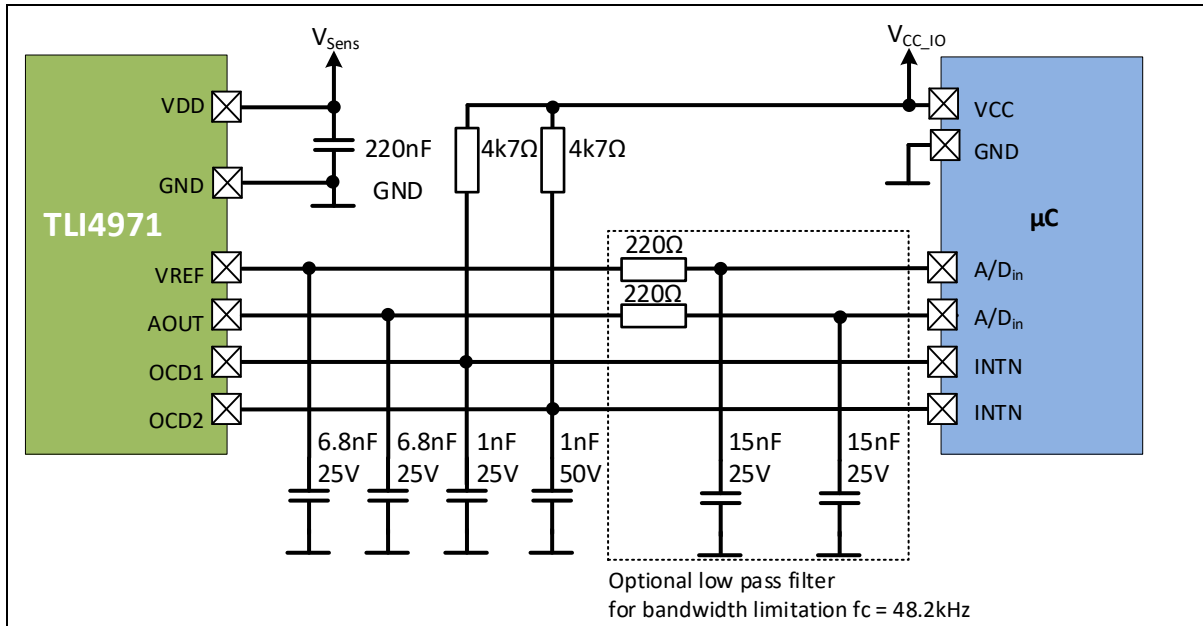 V_Sens
V_CC_IO
VDD
VCC
220nF
4k7Ω
4k7Ω
GND
GND
GND
TLI4971
µC
220Ω
VREF
A/D_in
220Ω
AOUT
A/D_in
OCD1
INTN
OCD2
INTN
6.8nF
25V
6.8nF
25V
1nF
25V
1nF
50V
15nF
25V
15nF
25V
Optional low pass filter
for bandwidth limitation fc = 48.2kHz